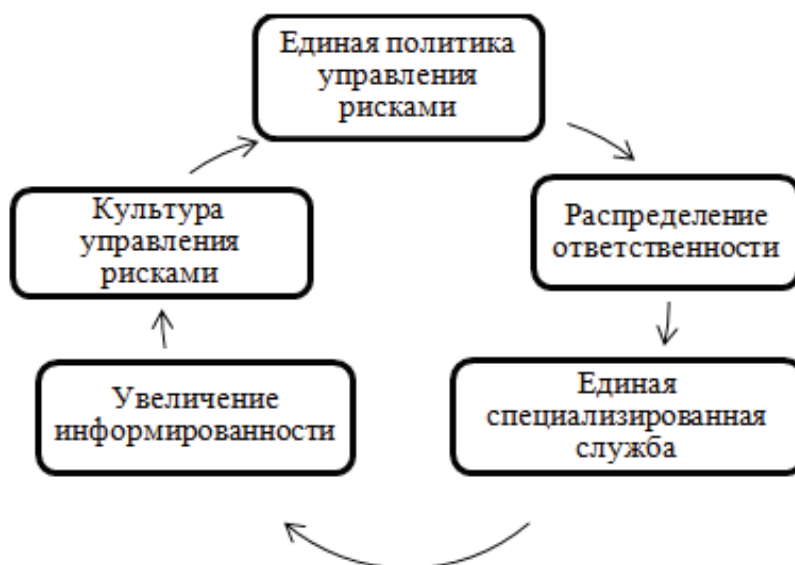 Единая политика
управления
рисками
Распределение
ответственности
Единая
специализированная
служба
Увеличение
информированности
Культура
управления
рисками